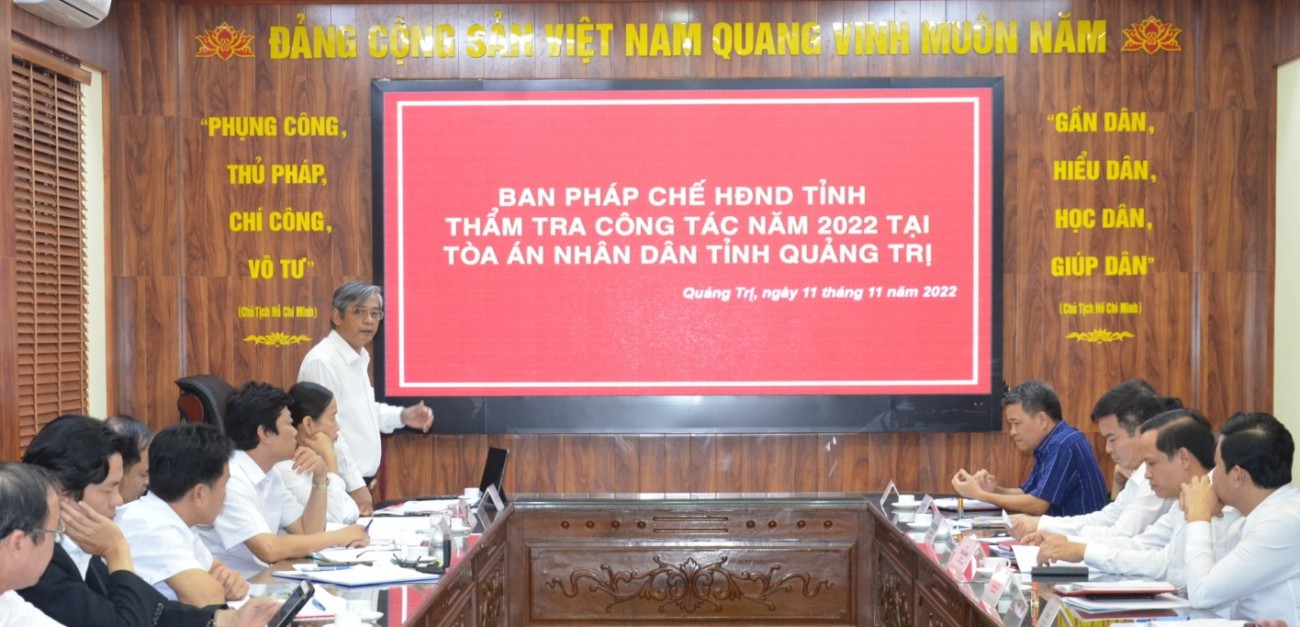 ĐẢNG CỘNG SẢN VIỆT NAM QUANG VINH MUÔN NĂM
"PHỤNG CÔNG,
THỦ PHÁP,
CHÍ CÔNG,
VÔ TƯ"
(Chủ Tịch Hồ Chí Minh)
BAN PHÁP CHẾ HĐND TỈNH
THẨM TRA CÔNG TÁC NĂM 2022 TẠI
TÒA ÁN NHÂN DÂN TỈNH QUẢNG TRỊ
Quảng Trị, ngày 11 tháng 11 năm 2022
"GẦN DÂN,
HIỂU DÂN,
HỌC DÂN,
GIÚP DÂN"
(Chủ Tịch Hồ Chí Minh)